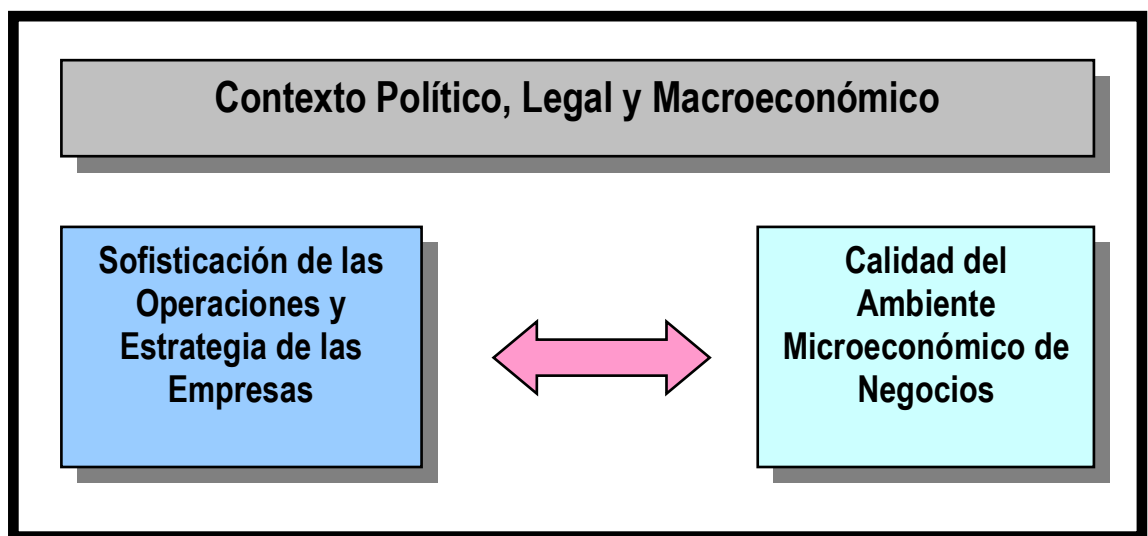 Contexto Político, Legal y Macroeconómico
Sofisticación de las
Operaciones y
Estrategia de las
Empresas
Calidad del
Ambiente
Microeconómico de
Negocios